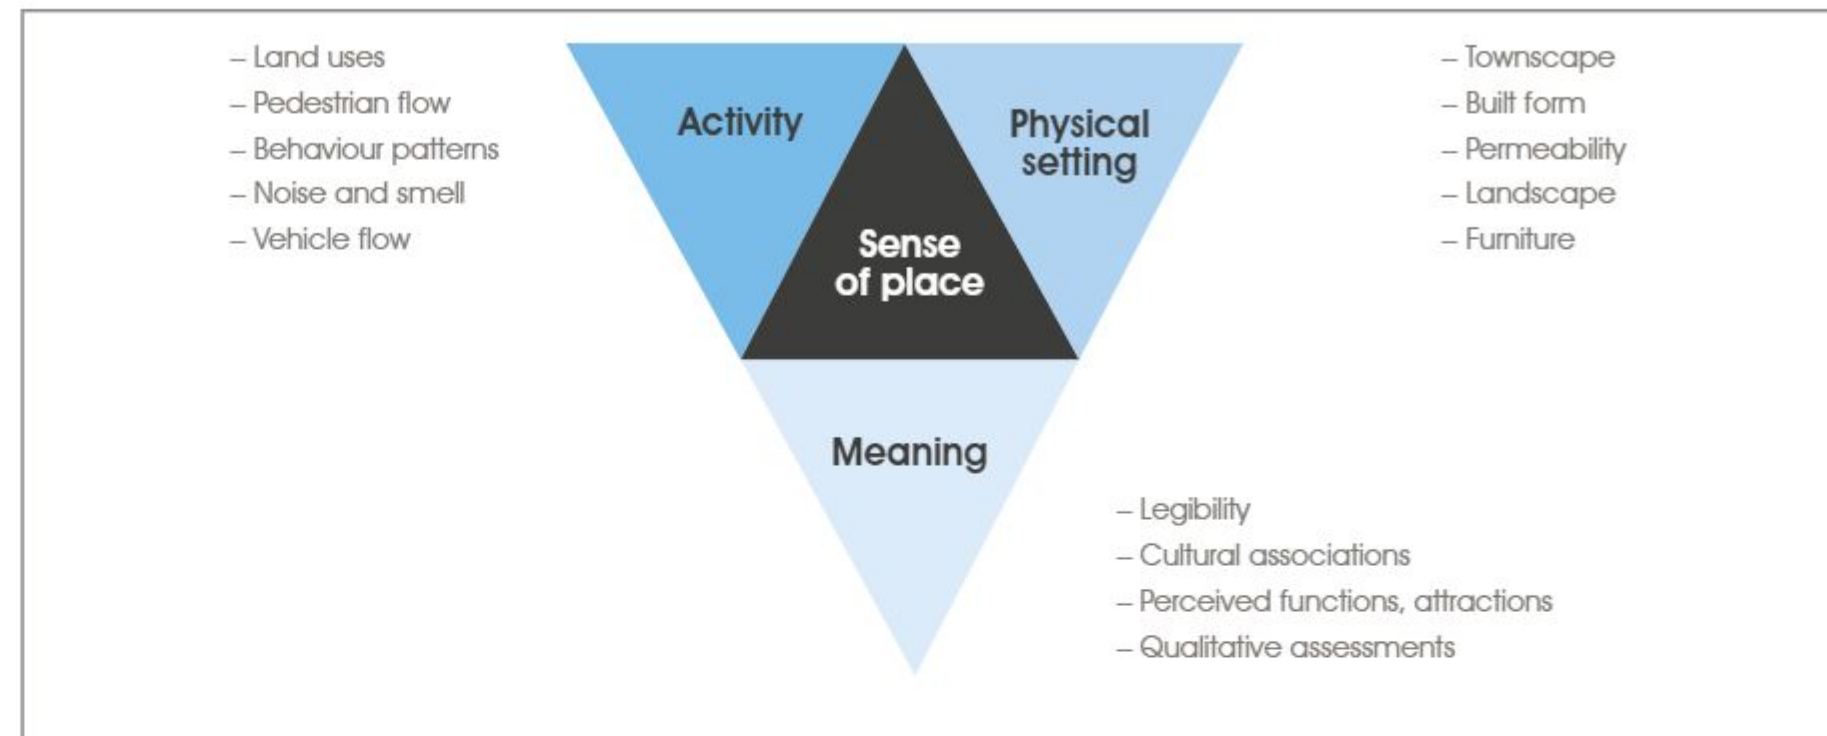 – Land uses
– Pedestrian flow
– Behaviour patterns
– Noise and smell
– Vehicle flow
Activity
Physical
setting
Sense
of place
– Townscape
– Built form
– Permeability
– Landscape
– Furniture
Meaning
– Legibility
– Cultural associations
– Perceived functions, attractions
– Qualitative assessments